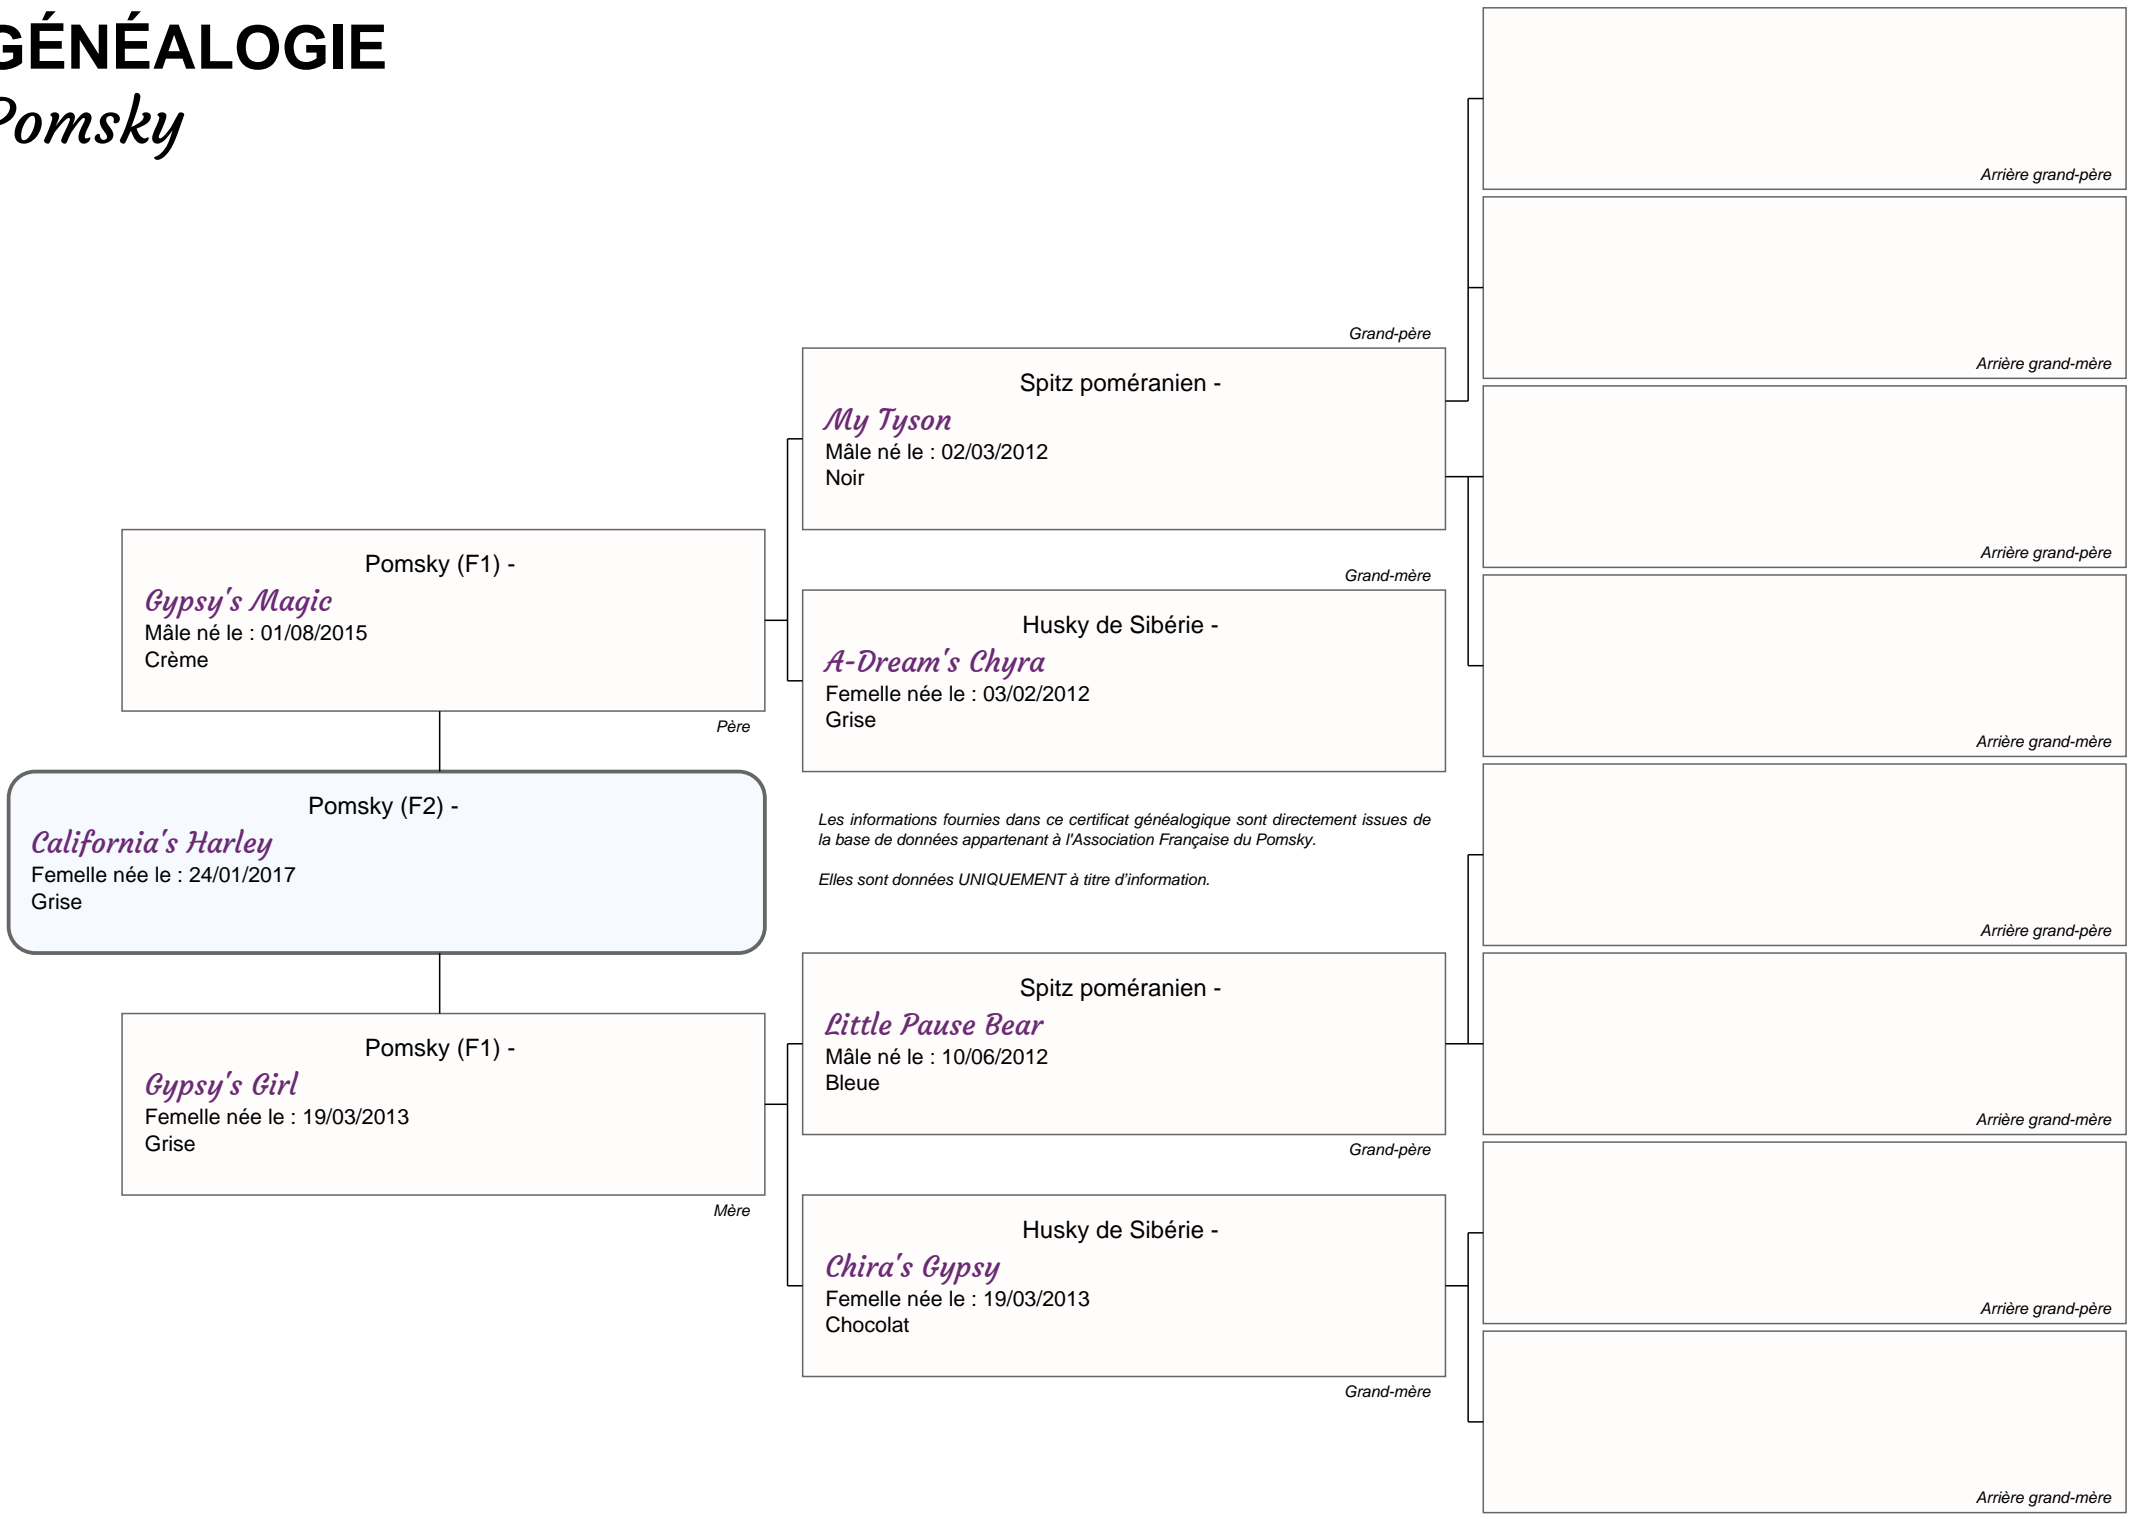 GÉNÉALOGIE
Pomsky
Pomsky (F1) -
Gypsy's Magic
Mâle né le : 01/08/2015
Crème
Père
Pomsky (F2) -
California's Harley
Femelle née le : 24/01/2017
Grise
Pomsky (F1) -
Gypsy's Girl
Femelle née le : 19/03/2013
Grise
Mère
Grand-père
Spitz poméranien -
My Tyson
Mâle né le : 02/03/2012
Noir
Grand-mère
Husky de Sibérie -
A-Dream's Chyra
Femelle née le : 03/02/2012
Grise
Les informations fournies dans ce certificat généalogique sont directement issues de
la base de données appartenant à l'Association Française du Pomsky.
Elles sont données UNIQUEMENT à titre d'information.
Spitz poméranien -
Little Pause Bear
Mâle né le : 10/06/2012
Bleue
Grand-père
Husky de Sibérie -
Chira's Gypsy
Femelle née le : 19/03/2013
Chocolat
Grand-mère
Arrière grand-père
Arrière grand-mère
Arrière grand-père
Arrière grand-mère
Arrière grand-père
Arrière grand-mère
Arrière grand-père
Arrière grand-mère